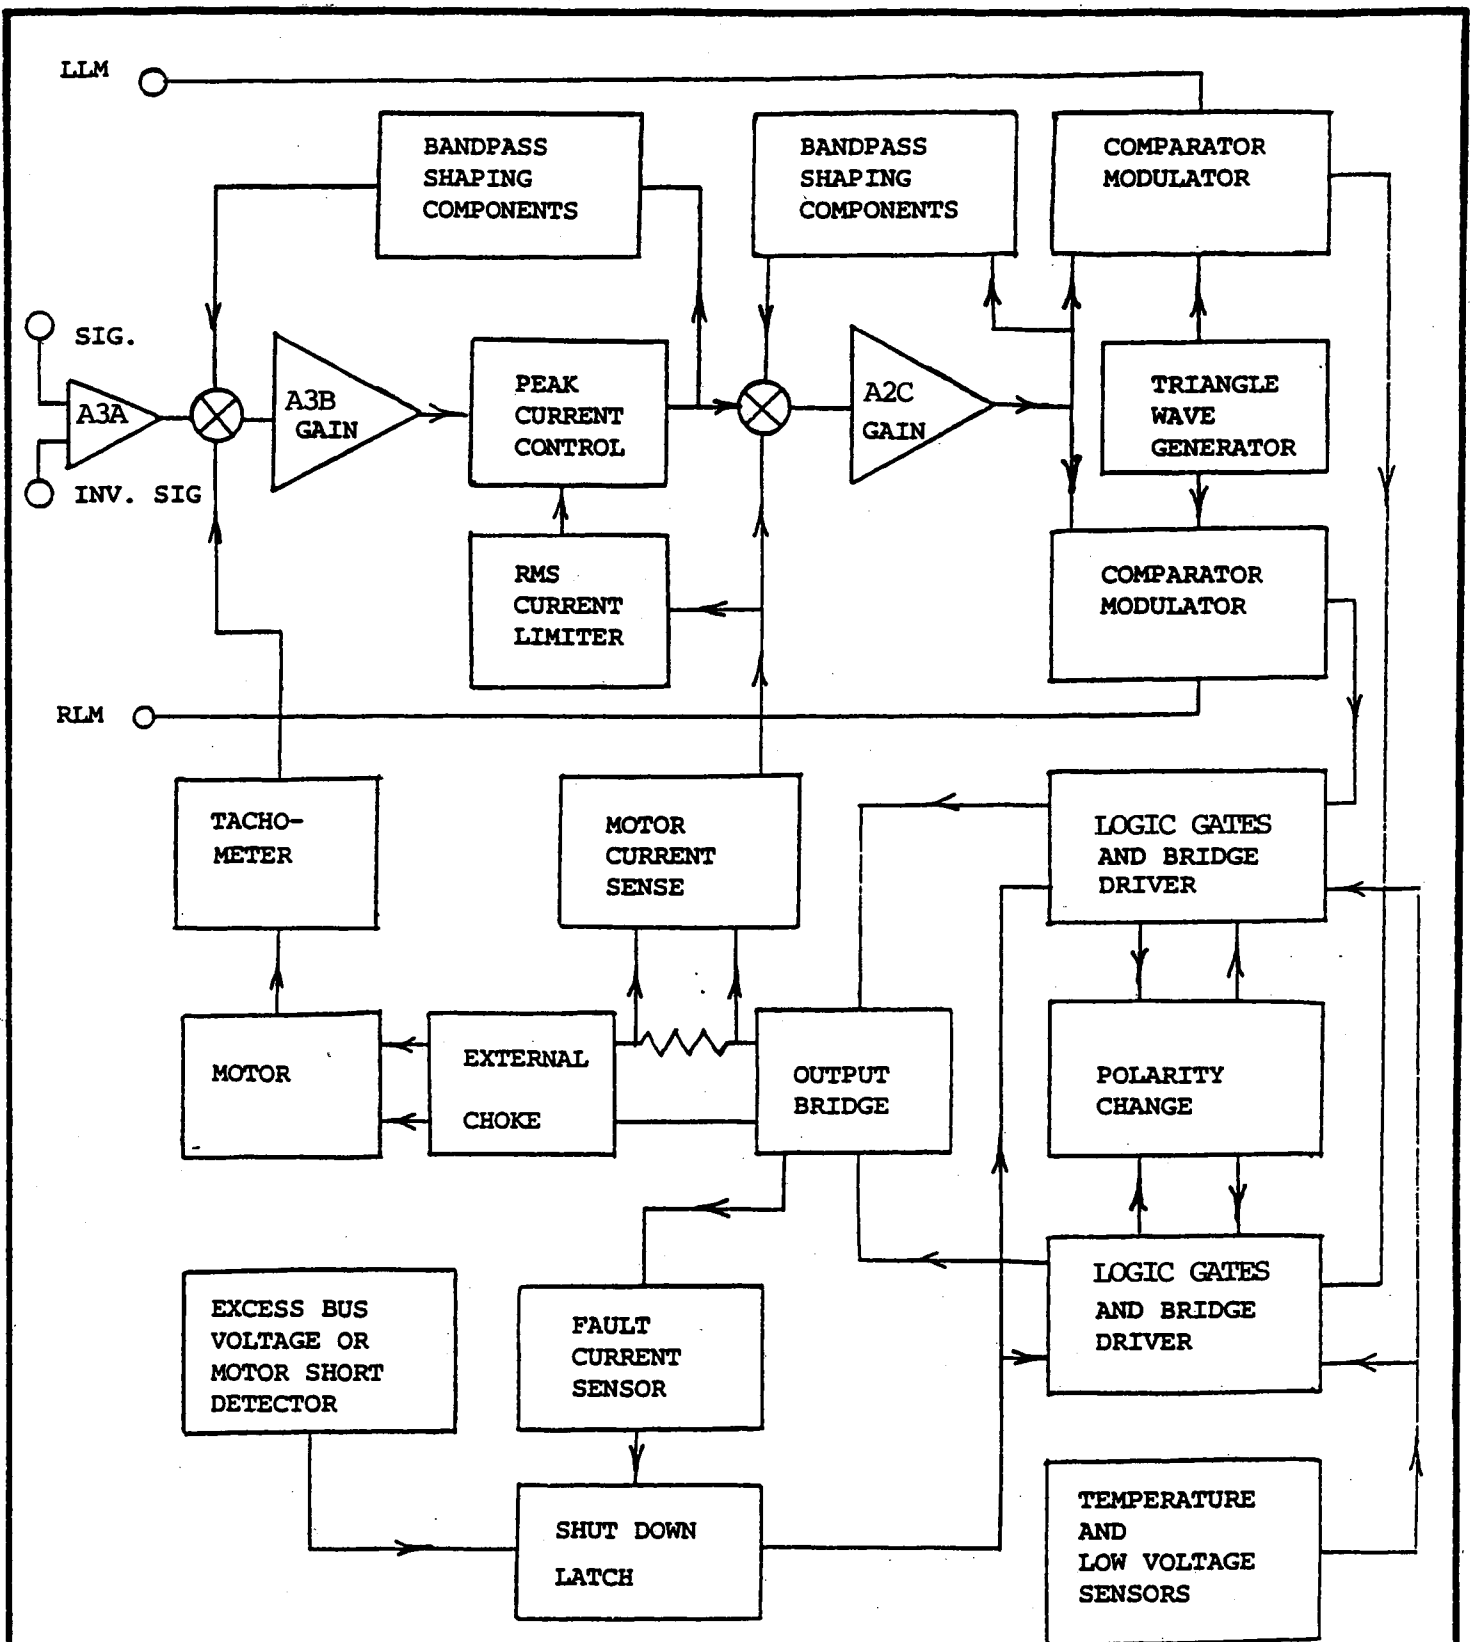 LLM
BANDPASS
SHAPING
COMPONENTS
BANDPASS
SHAPING
COMPONENTS
COMPARATOR
MODULATOR
SIG.
A3A
INV. SIG
A3B
GAIN
PEAK
CURRENT
CONTROL
A2C
GAIN
TRIANGLE
WAVE
GENERATOR
RMS
CURRENT
LIMITER
COMPARATOR
MODULATOR
RLM
TACHO-
METER
MOTOR
CURRENT
SENSE
LOGIC GATES
AND BRIDGE
DRIVER
MOTOR
EXTERNAL
CHOKE
OUTPUT
BRIDGE
POLARITY
CHANGE
EXCESS BUS
VOLTAGE OR
MOTOR SHORT
DETECTOR
FAULT
CURRENT
SENSOR
LOGIC GATES
AND BRIDGE
DRIVER
SHUT DOWN
LATCH
TEMPERATURE
AND
LOW VOLTAGE
SENSORS